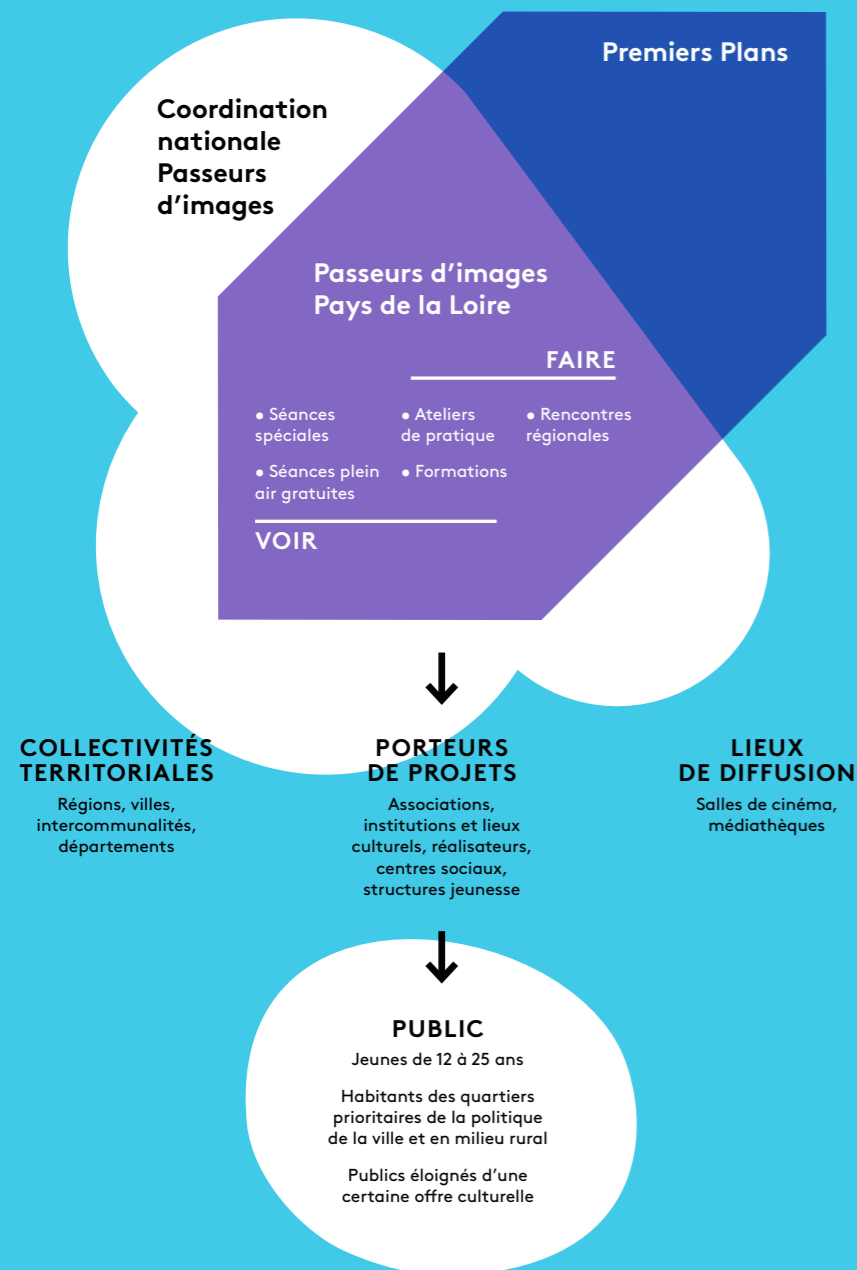 Premiers Plans
Coordination
nationale
Passeurs
d’images
Passeurs d’images
Pays de la Loire
FAIRE
• Séances
spéciales
• Séances plein
air gratuites
• Ateliers
de pratique
• Formations
• Rencontres
régionales
VOIR
COLLECTIVITÉS
TERRITORIALES
Régions, villes,
intercommunalités,
départements
PORTEURS
DE PROJETS
Associations,
institutions et lieux
culturels, réalisateurs,
centres sociaux,
structures jeunesse
LIEUX
DE DIFFUSION
Salles de cinéma,
médiathèques
PUBLIC
Jeunes de 12 à 25 ans
Habitants des quartiers
prioritaires de la politique
de la ville et en milieu rural
Publics éloignés d’une
certaine offre culturelle